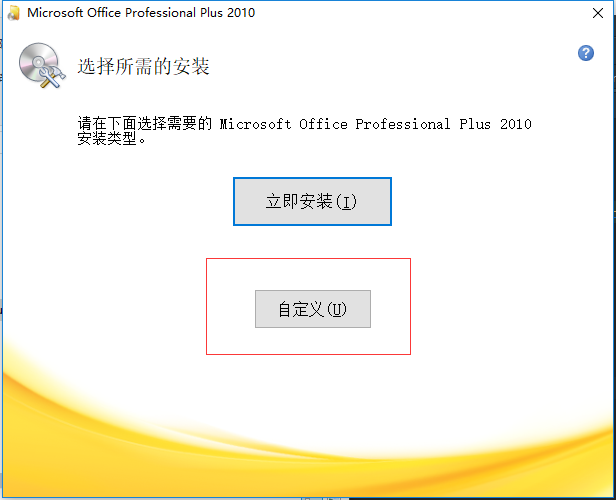 Microsoft Office Professional Plus 2010
选择所需的安装
?
请在下面选择需要的 Microsoft Office Professional Plus 2010
安装类型。
立即安装(I)
自定义(U)